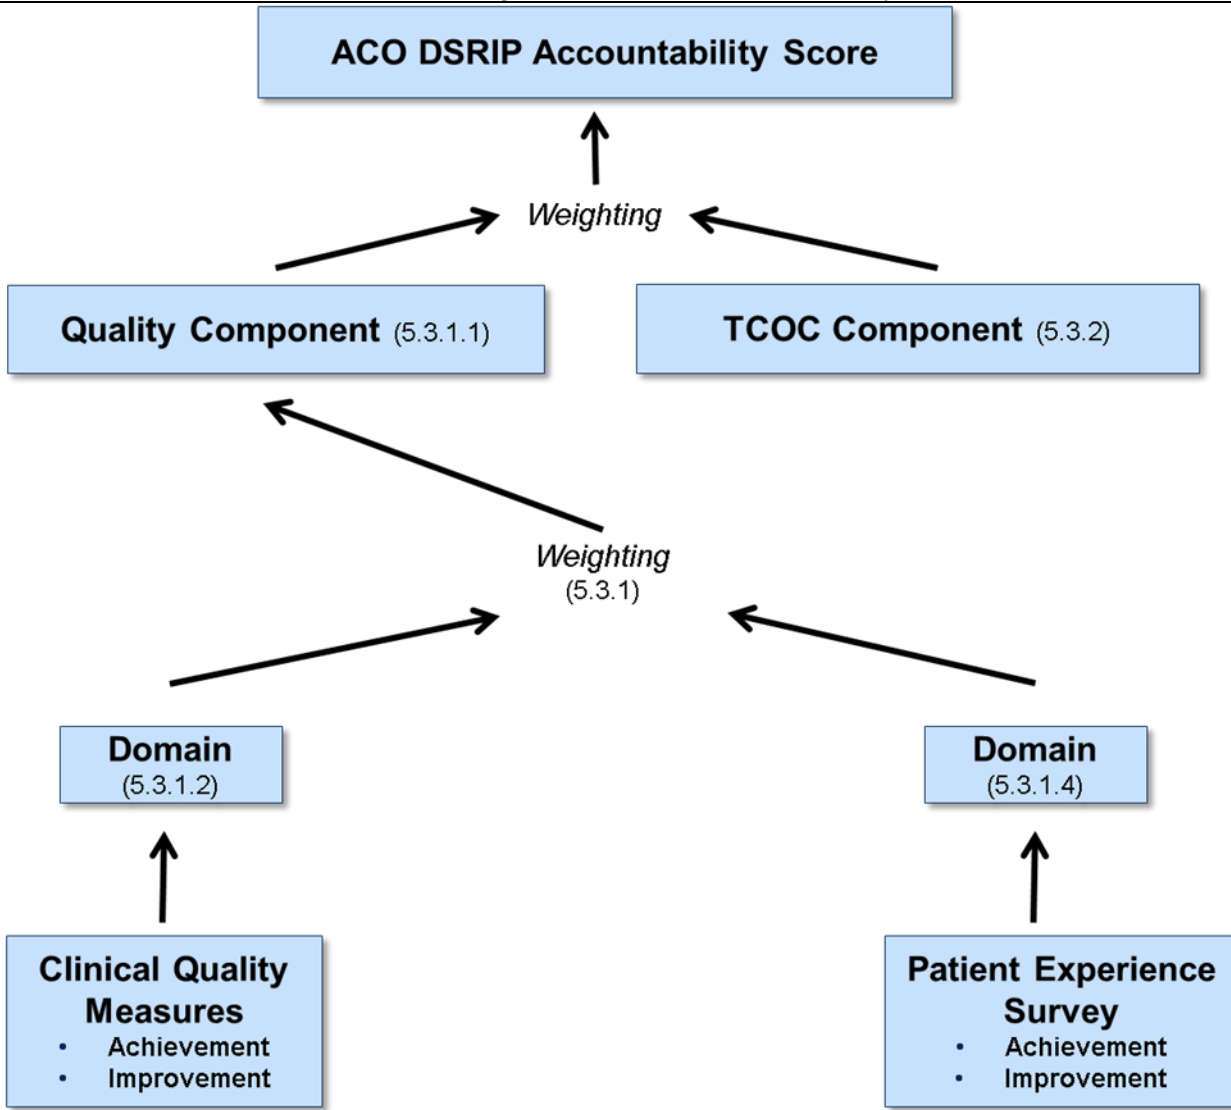 ACO DSRIP Accountability Score
Weighting
Quality Component (5.3.1.1)
TCOC Component (5.3.2)
Weighting
(5.3.1)
Domain
(5.3.1.2)
Domain
(5.3.1.4)
Clinical Quality
Measures
• Achievement
• Improvement
Patient Experience
Survey
• Achievement
• Improvement